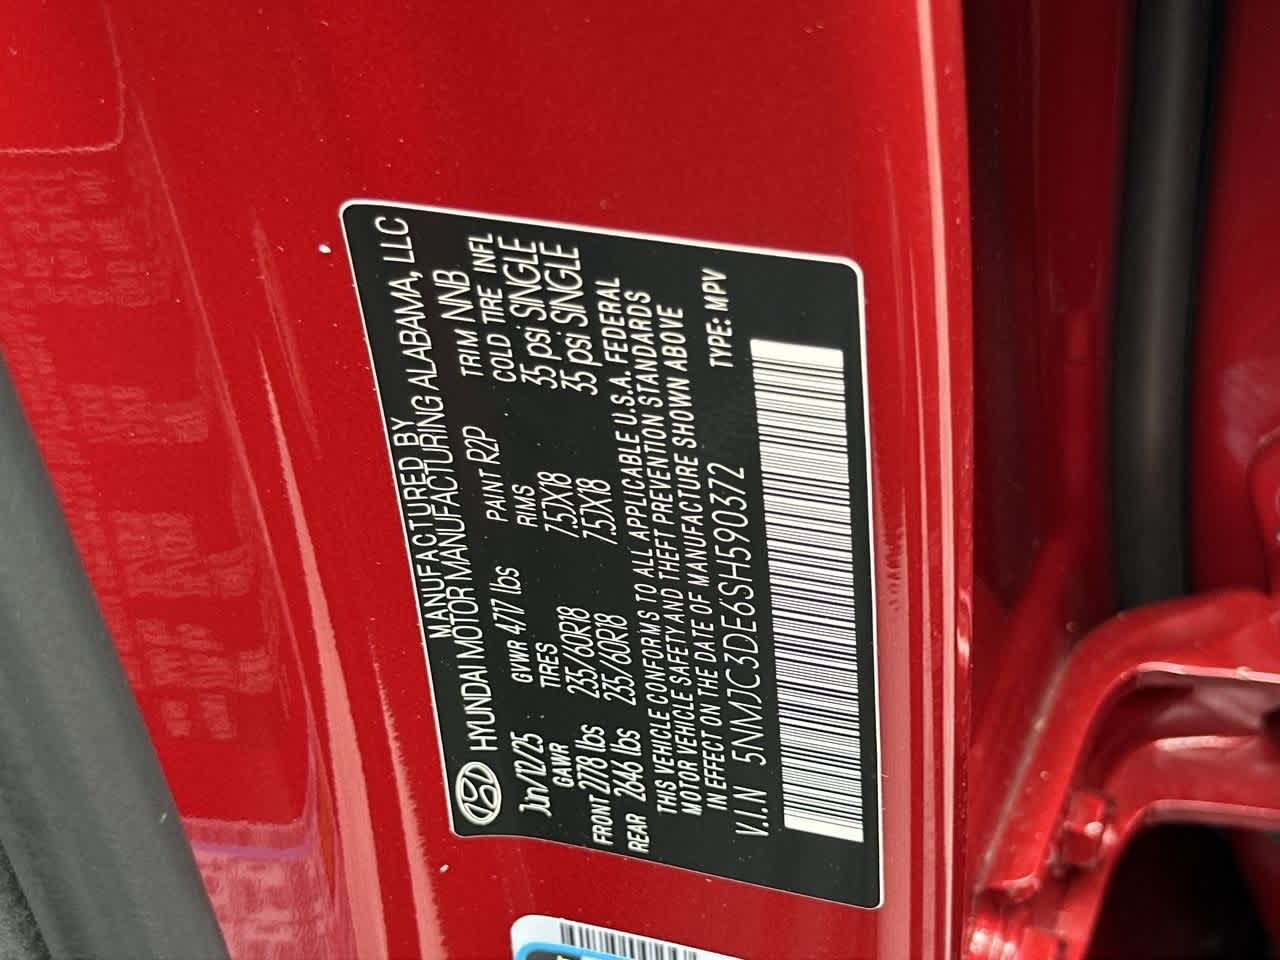 MANUFACTURED BY
HYUNDAI MOTOR MANUFACTURING ALABAMA, LLC
Jun/12/25 GVWR 4717 lbs PAINT R2P TRIM NNB
GAWR TIRES RIMS COLD TIRE INFL
FRONT 2778 lbs 235/60R18 7.5JX18 35 psi SINGLE
REAR 2646 lbs 235/60R18 7.5JX18 35 psi SINGLE
THIS VEHICLE CONFORMS TO ALL APPLICABLE U.S.A. FEDERAL
MOTOR VEHICLE SAFETY AND THEFT PREVENTION STANDARDS
IN EFFECT ON THE DATE OF MANUFACTURE SHOWN ABOVE
V.I.N 5NMJC3DE6SH590372 TYPE: MPV